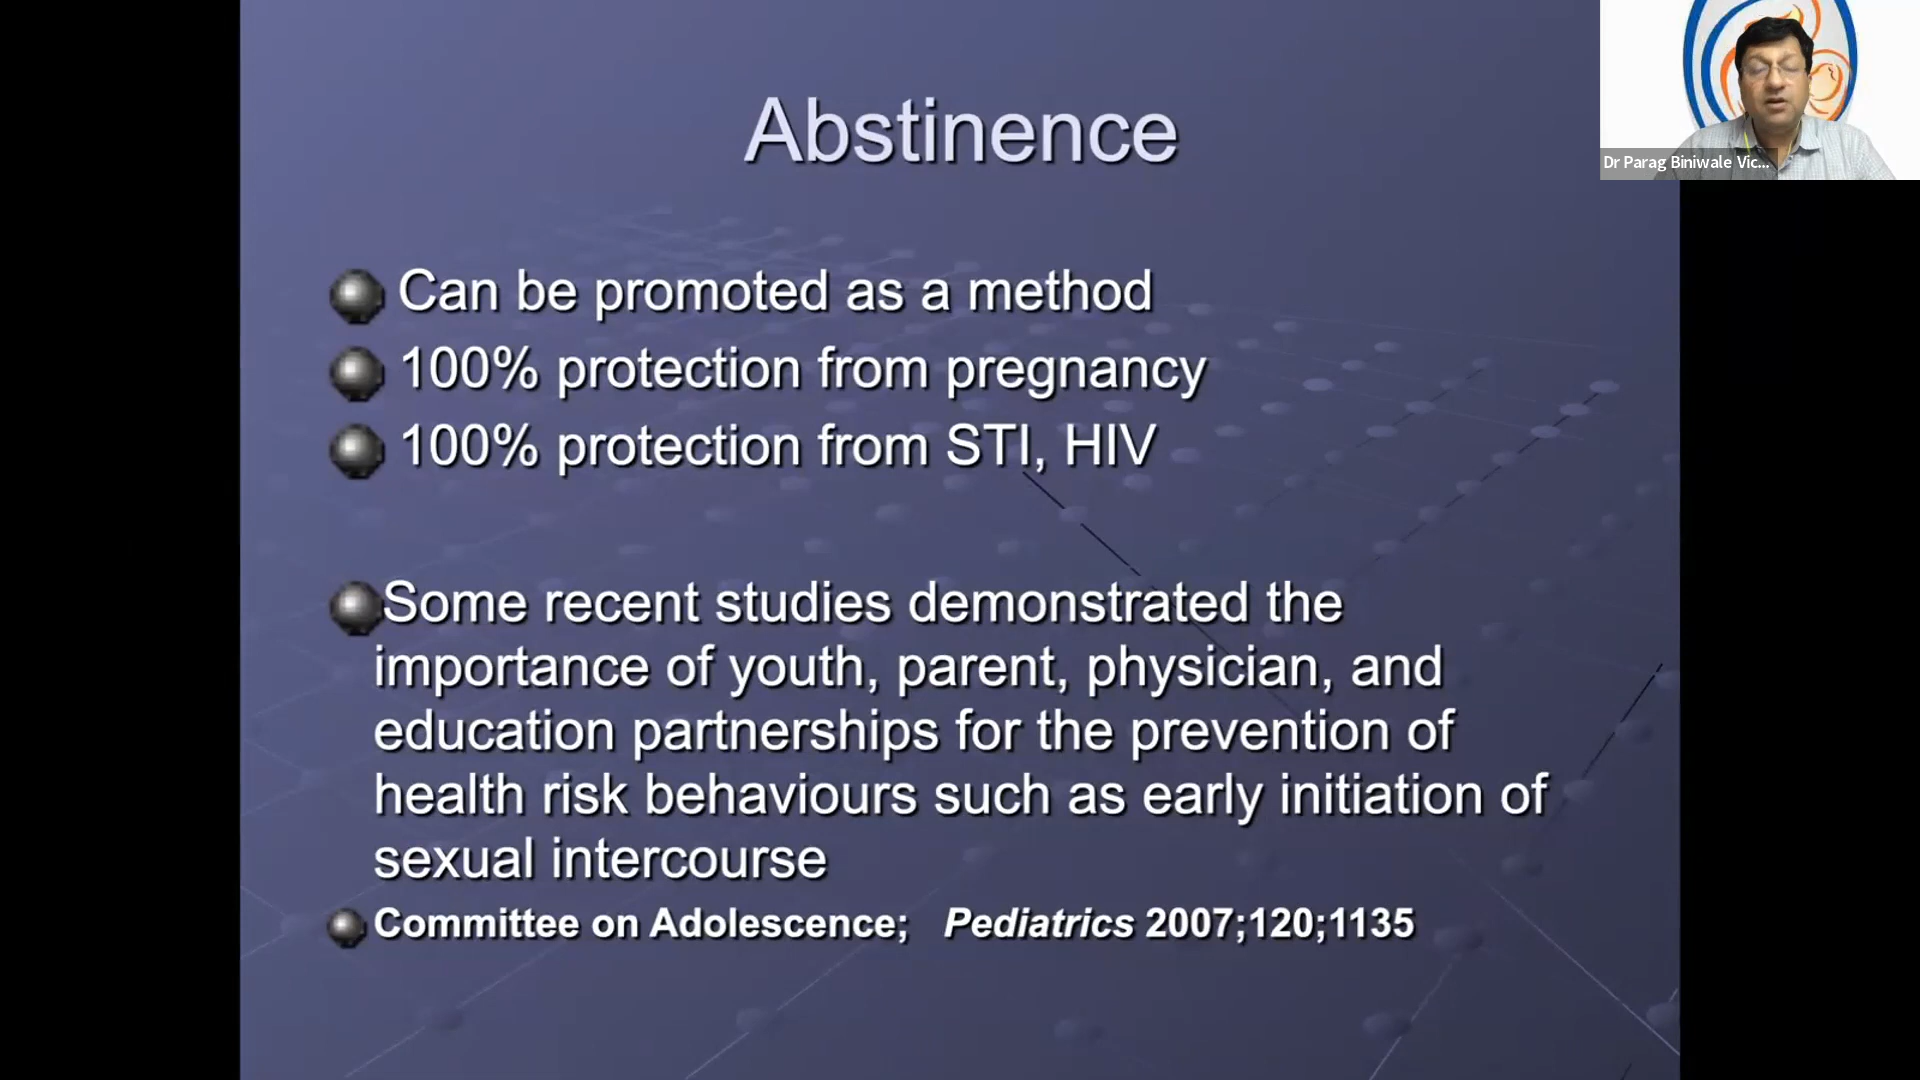 Abstinence
Can be promoted as a method
100% protection from pregnancy
100% protection from STI, HIV
Some recent studies demonstrated the
importance of youth, parent, physician, and
education partnerships for the prevention of
health risk behaviours such as early initiation of
sexual intercourse
Committee on Adolescence; Pediatrics 2007;120;1135
Dr Parag Biniwale Vic...